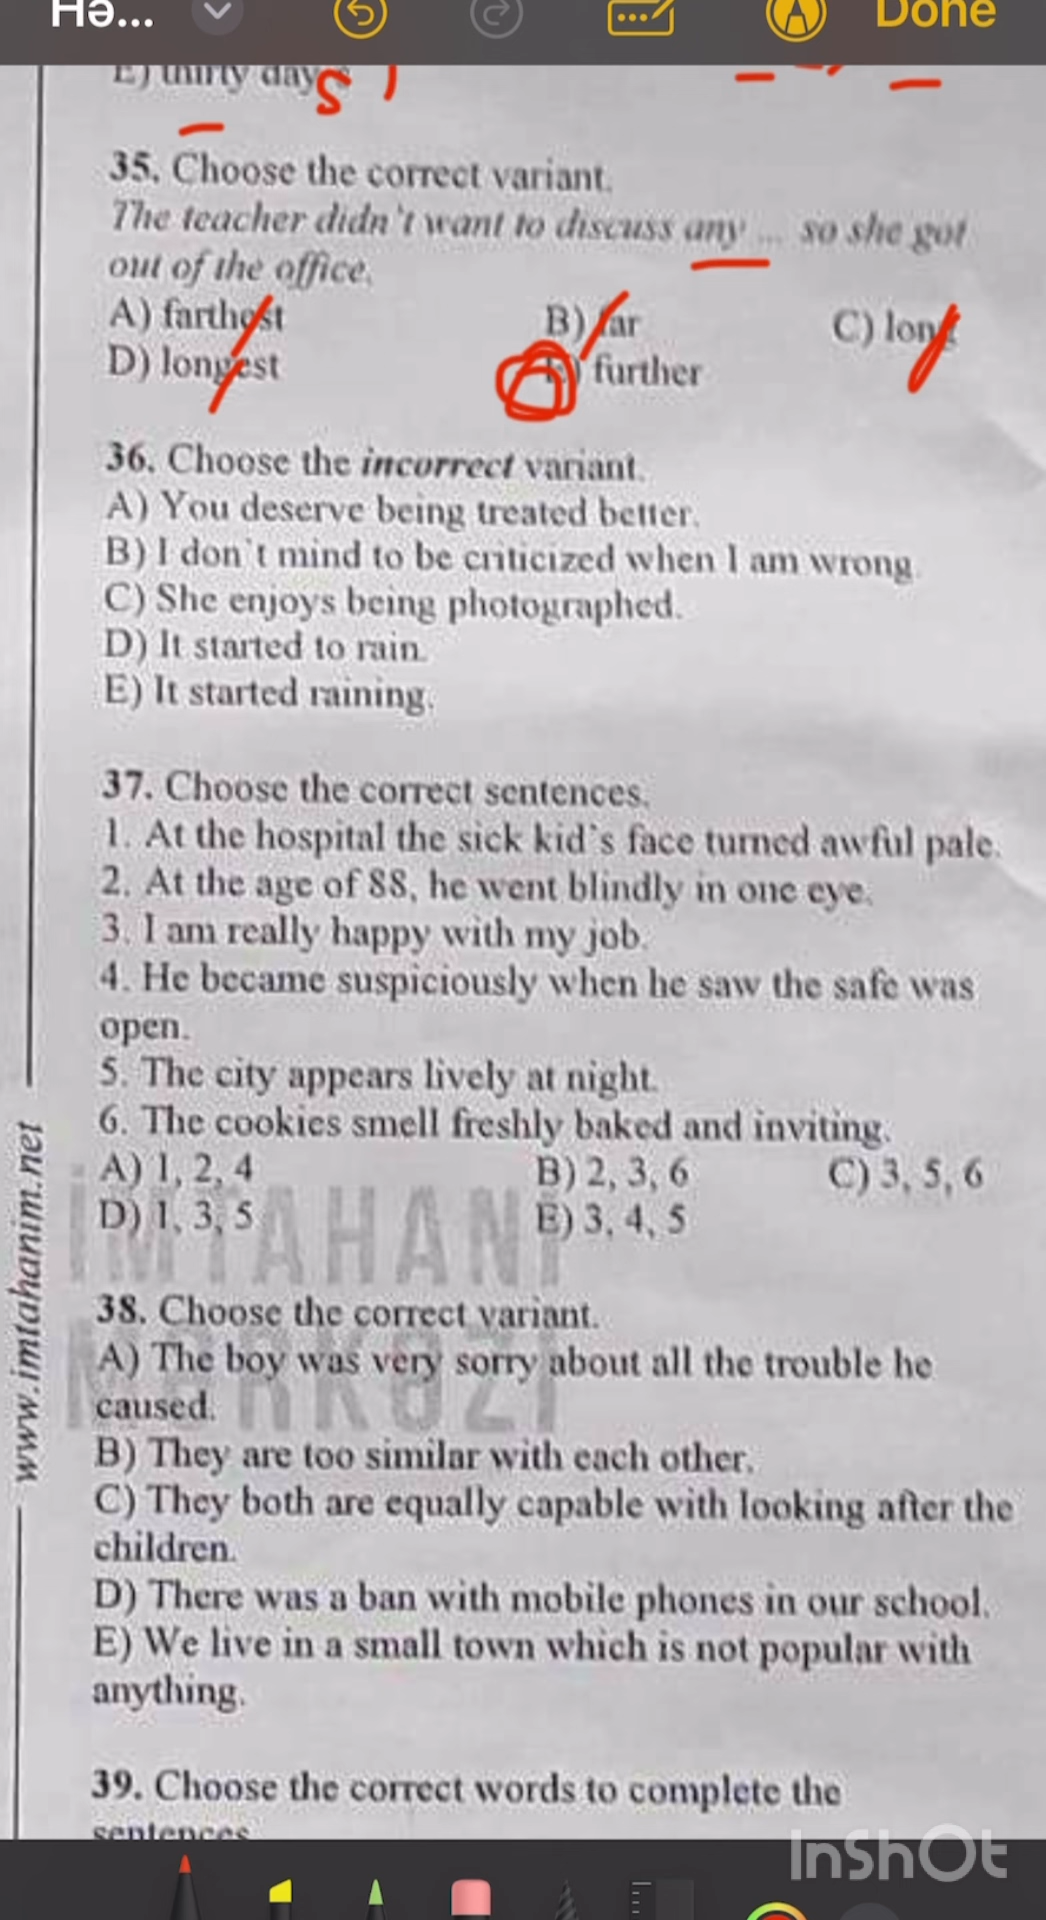 Hə...
Done
E) thirty days
35. Choose the correct variant.
The teacher didn't want to discuss any ... so she got
out of the office.
A) farthest B) far C) long
D) longest E) further
36. Choose the incorrect variant.
A) You deserve being treated better.
B) I don't mind to be criticized when I am wrong.
C) She enjoys being photographed.
D) It started to rain.
E) It started raining.
37. Choose the correct sentences.
1. At the hospital the sick kid's face turned awful pale.
2. At the age of 88, he went blindly in one eye.
3. I am really happy with my job.
4. He became suspiciously when he saw the safe was
open.
5. The city appears lively at night.
6. The cookies smell freshly baked and inviting.
A) 1, 2, 4 B) 2, 3, 6 C) 3, 5, 6
D) 1, 3, 5 E) 3, 4, 5
38. Choose the correct variant.
A) The boy was very sorry about all the trouble he
caused.
B) They are too similar with each other.
C) They both are equally capable with looking after the
children.
D) There was a ban with mobile phones in our school.
E) We live in a small town which is not popular with
anything.
39. Choose the correct words to complete the
sentences
www.imtahanim.net
İMTAHAN
MƏRKƏZİ
InShOt